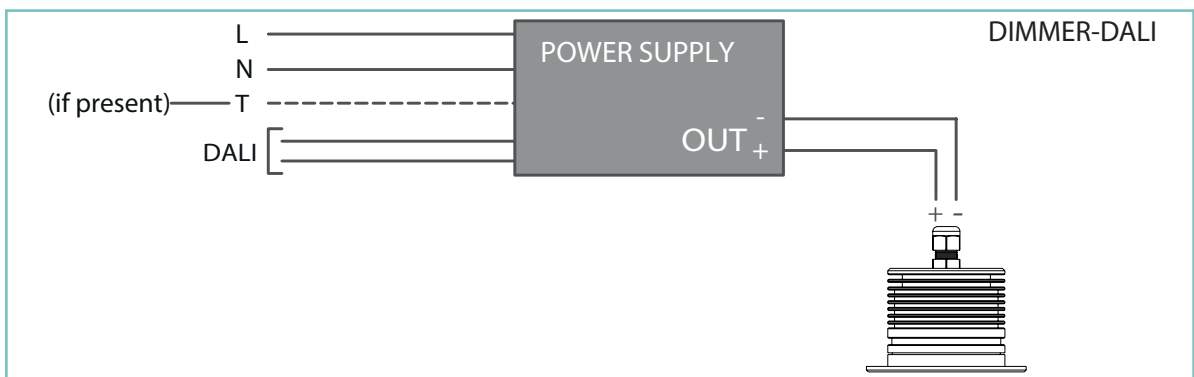 DIMMER-DALI
L
POWER SUPPLY
N
(if present) T
DALI
-
OUT +
+ -